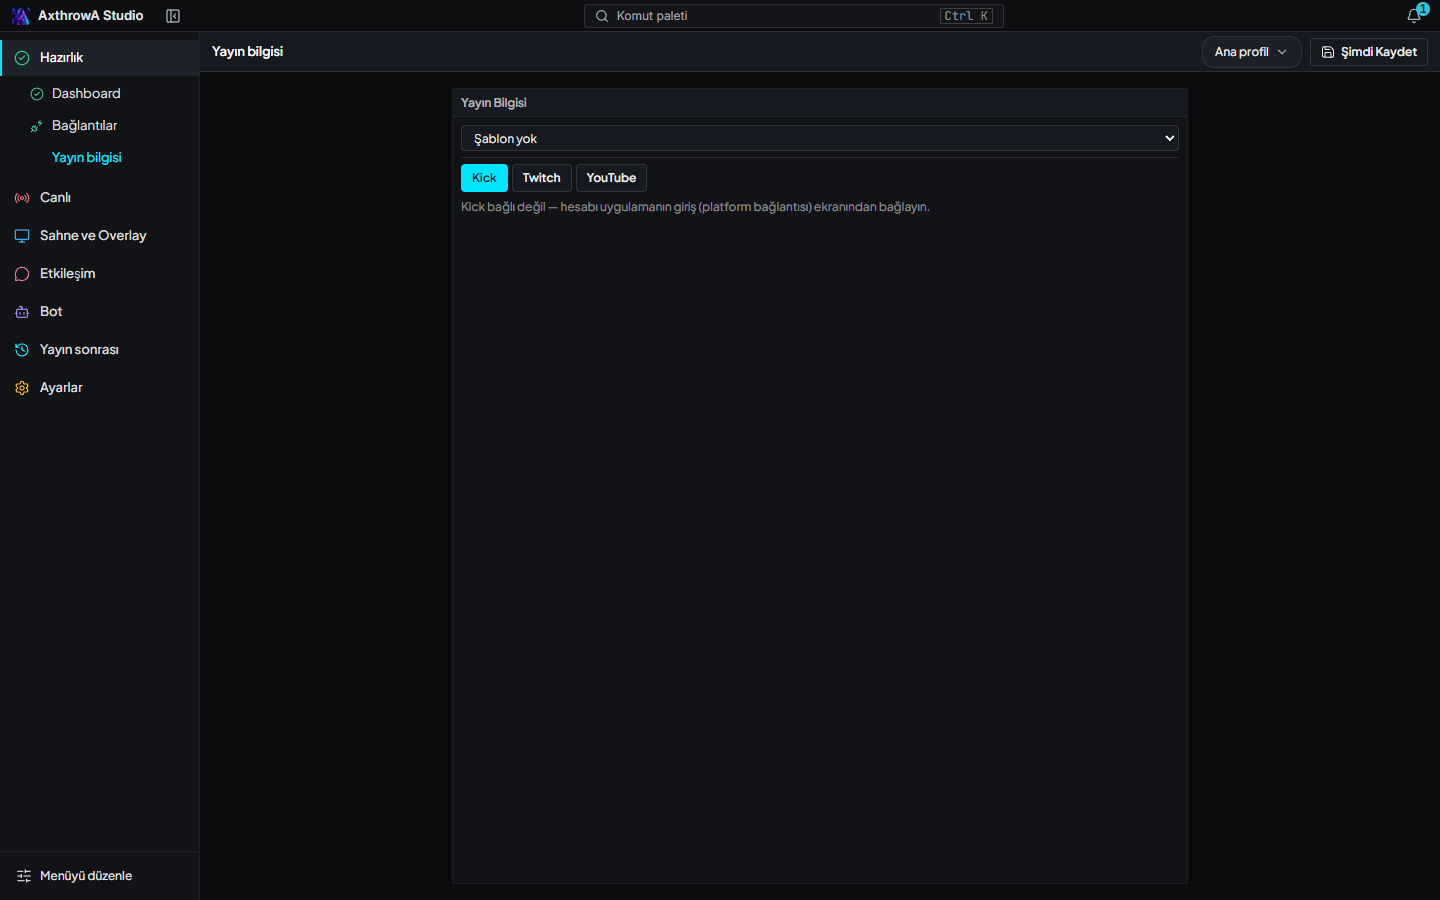 AxthrowA Studio
Komut paleti
Ctrl K
1
Hazırlık
Dashboard
Bağlantılar
Yayın bilgisi
Canlı
Sahne ve Overlay
Etkileşim
Bot
Yayın sonrası
Ayarlar
Menüyü düzenle
Yayın bilgisi
Ana profil
Şimdi Kaydet
Yayın Bilgisi
Şablon yok
Kick
Twitch
YouTube
Kick bağlı değil — hesabı uygulamanın giriş (platform bağlantısı) ekranından bağlayın.